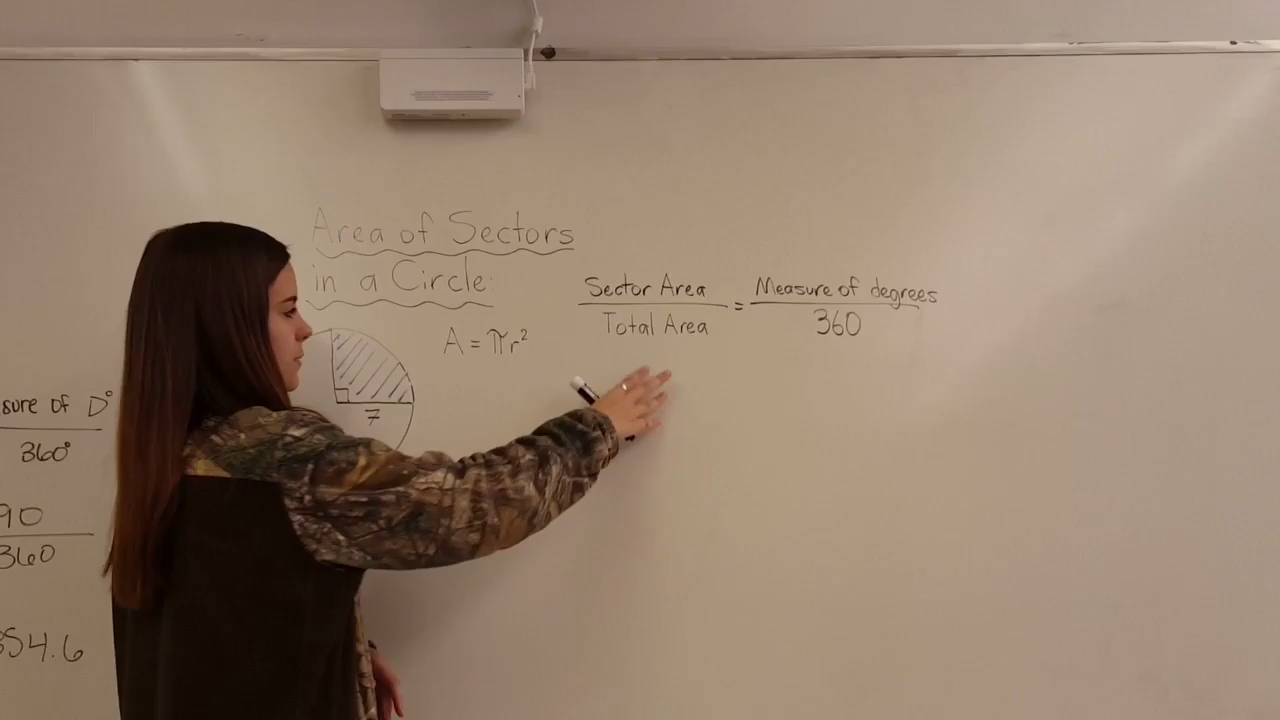 Area of Sectors
in a Circle:
Sector Area = Measure of degrees
Total Area 360
A = πr²
7
sure of D°
360°
90
360
354.6